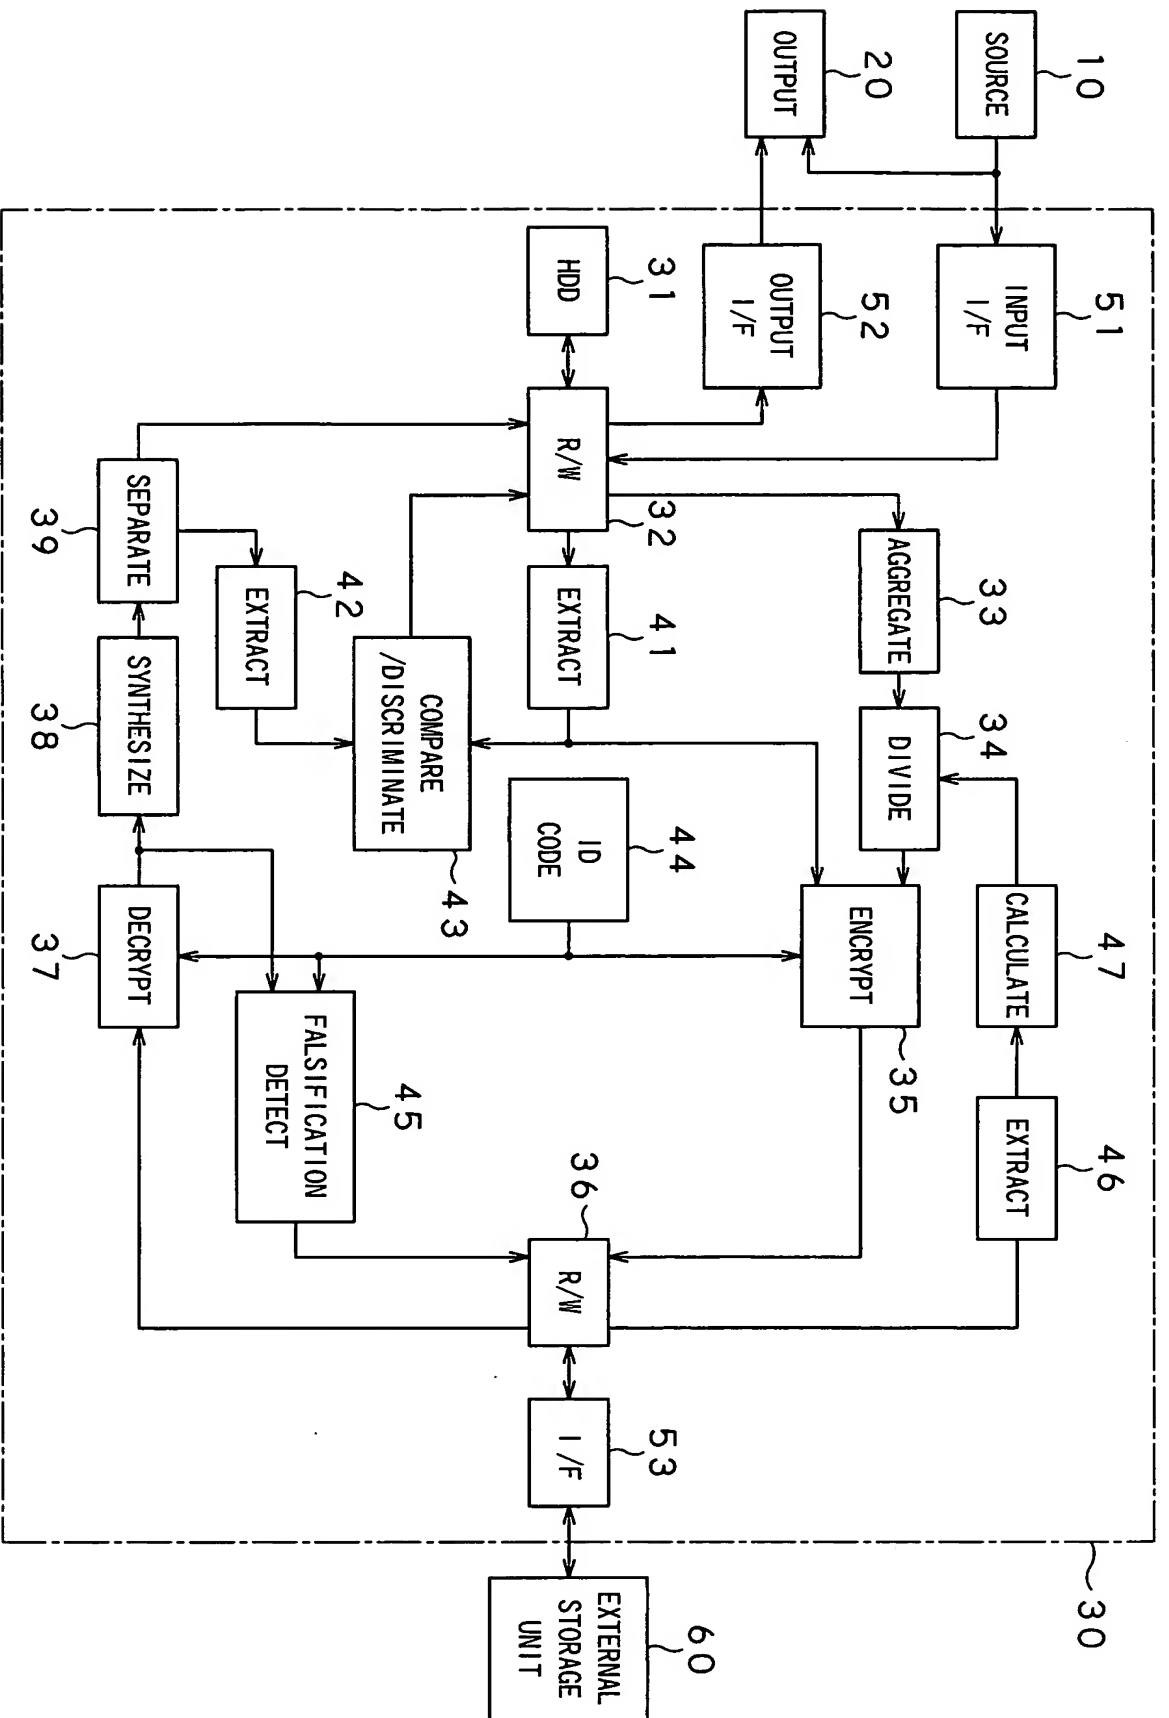 10
SOURCE
51
INPUT
I/F
20
OUTPUT
52
OUTPUT
I/F
46
EXTRACT
47
CALCULATE
33
AGGREGATE
34
DIVIDE
ENCRYPT
35
31
HDD
R/W
32
41
EXTRACT
44
ID
CODE
36
R/W
53
I/F
60
EXTERNAL
STORAGE
UNIT
COMPARE
/DISCRIMINATE
43
42
EXTRACT
45
FALSIFICATION
DETECT
SEPARATE
39
SYNTHESIZE
38
DECRYPT
37
30